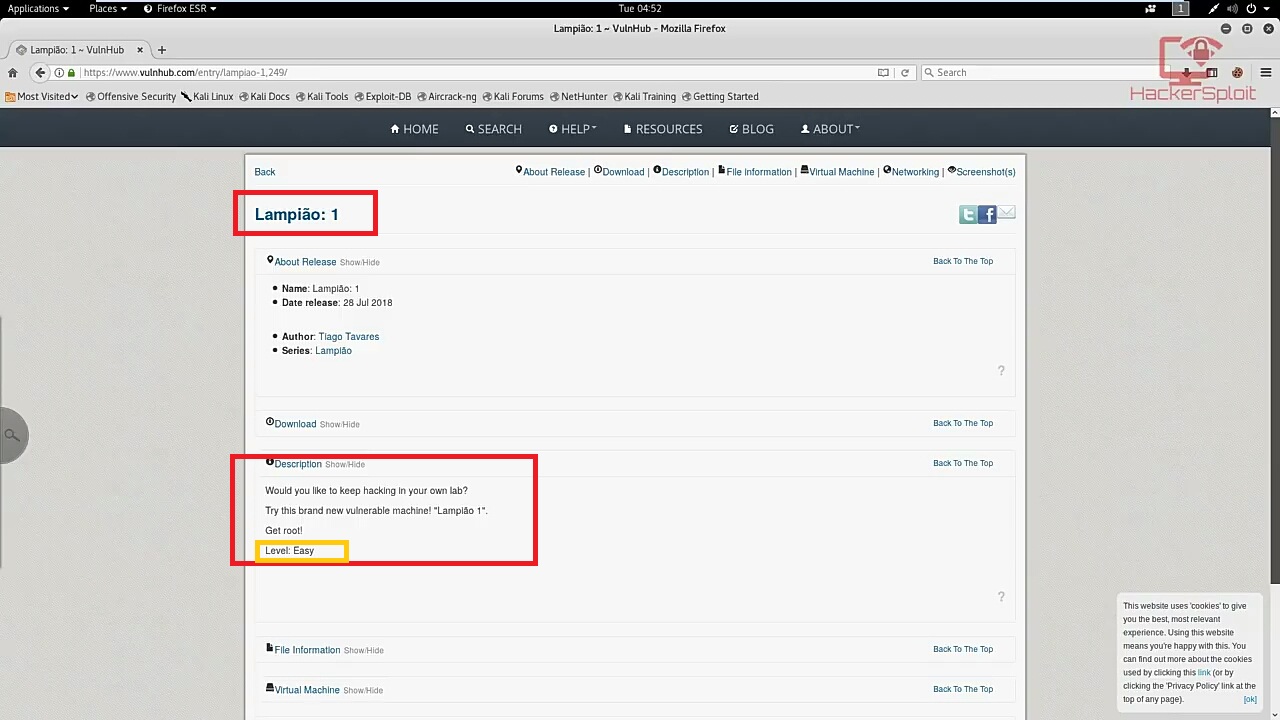 Applications Places Firefox ESR Tue 04:52 1
Lampião: 1 ~ VulnHub - Mozilla Firefox
Lampião: 1 ~ VulnHub
https://www.vulnhub.com/entry/lampiao-1,249/ Search
Most Visited Offensive Security Kali Linux Kali Docs Kali Tools Exploit-DB Aircrack-ng Kali Forums NetHunter Kali Training Getting Started
HackerSploit
HOME SEARCH HELP RESOURCES BLOG ABOUT
Back About Release | Download | Description | File information | Virtual Machine | Networking | Screenshot(s)
Lampião: 1
About Release Show/Hide Back To The Top
Name: Lampião: 1
Date release: 28 Jul 2018
Author: Tiago Tavares
Series: Lampião
?
Download Show/Hide Back To The Top
Description Show/Hide Back To The Top
Would you like to keep hacking in your own lab?
Try this brand new vulnerable machine! "Lampião 1".
Get root!
Level: Easy
?
File Information Show/Hide Back To The Top
Virtual Machine Show/Hide Back To The Top
This website uses 'cookies' to give
you the best, most relevant
experience. Using this website
means you're happy with this. You
can find out more about the cookies
used by clicking this link (or by
clicking the 'Privacy Policy' link at the
top of any page). [ok]